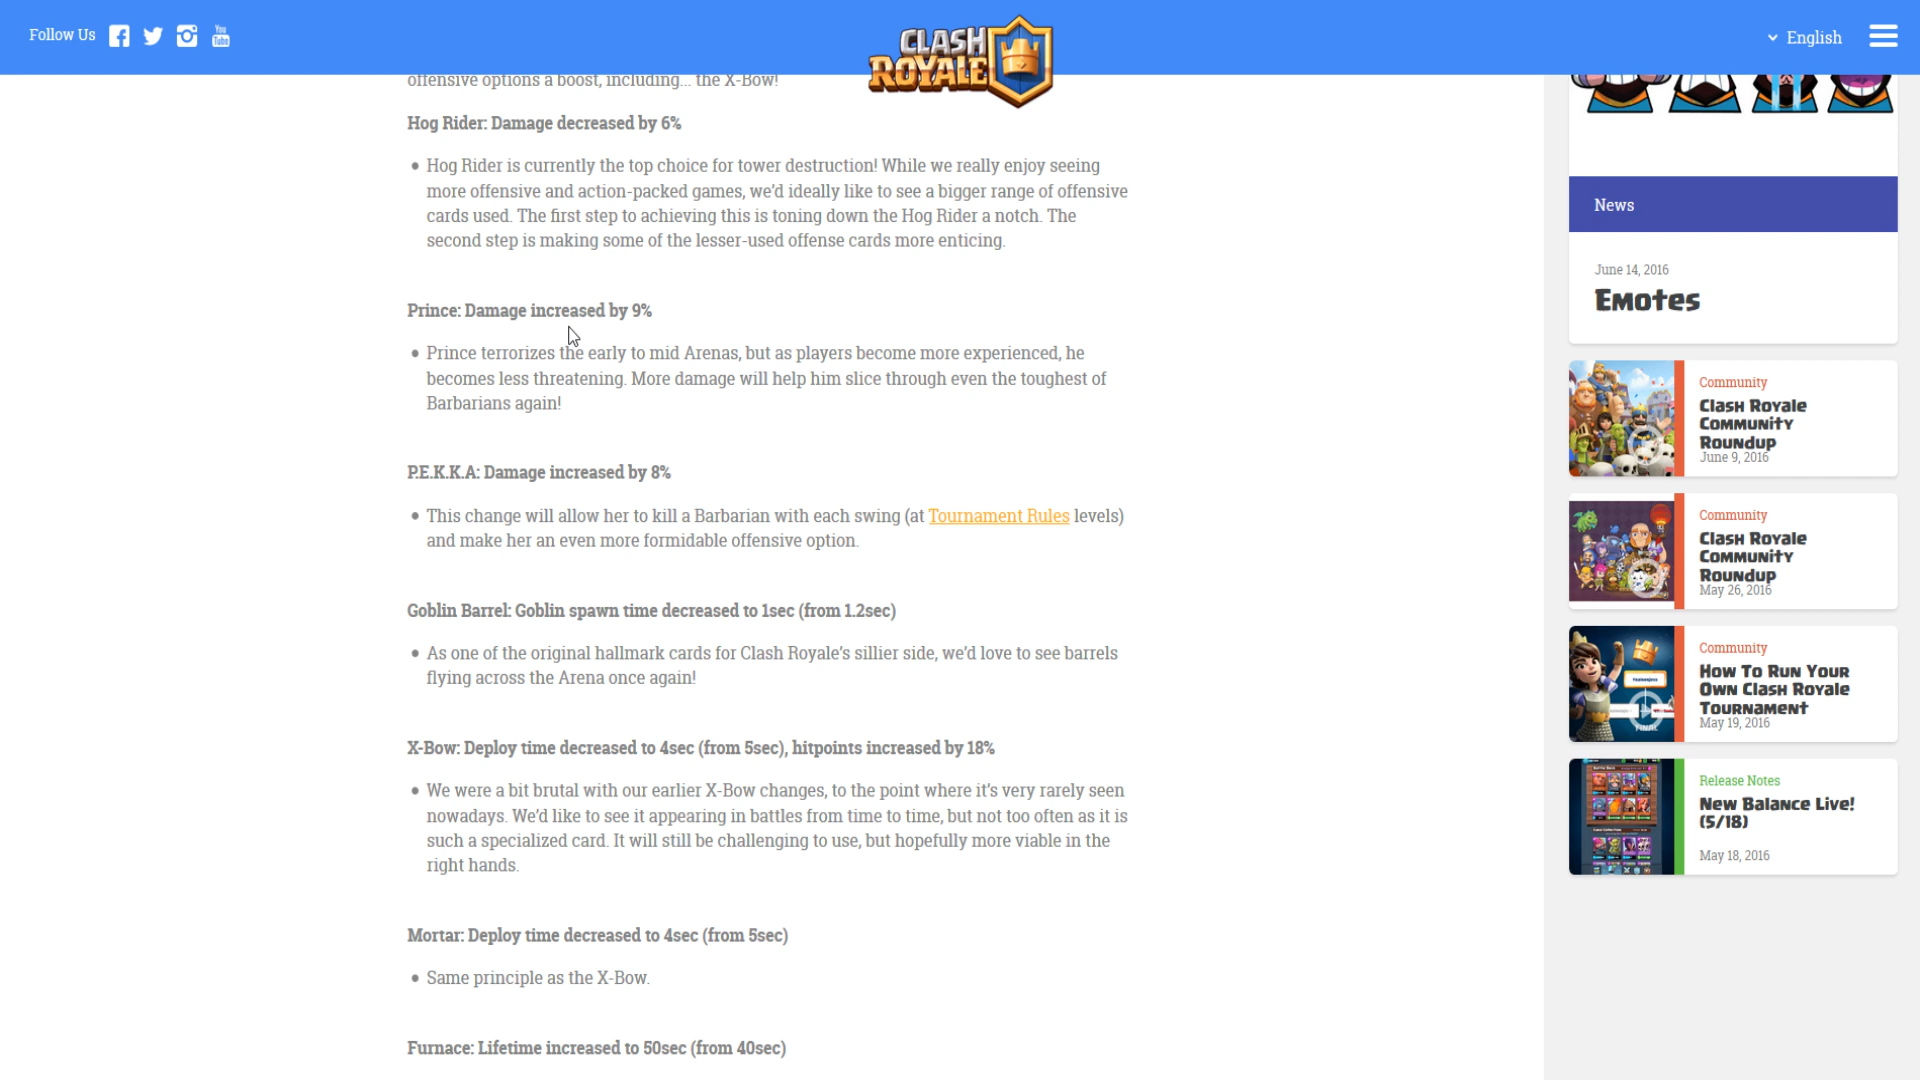 Follow Us
You
Tube
CLASH
ROYALE
English
offensive options a boost, including... the X-Bow!
Hog Rider: Damage decreased by 6%
• Hog Rider is currently the top choice for tower destruction! While we really enjoy seeing
more offensive and action-packed games, we’d ideally like to see a bigger range of offensive
cards used. The first step to achieving this is toning down the Hog Rider a notch. The
second step is making some of the lesser-used offense cards more enticing.
Prince: Damage increased by 9%
• Prince terrorizes the early to mid Arenas, but as players become more experienced, he
becomes less threatening. More damage will help him slice through even the toughest of
Barbarians again!
P.E.K.K.A: Damage increased by 8%
• This change will allow her to kill a Barbarian with each swing (at Tournament Rules levels)
and make her an even more formidable offensive option.
Goblin Barrel: Goblin spawn time decreased to 1sec (from 1.2sec)
• As one of the original hallmark cards for Clash Royale’s sillier side, we’d love to see barrels
flying across the Arena once again!
X-Bow: Deploy time decreased to 4sec (from 5sec), hitpoints increased by 18%
• We were a bit brutal with our earlier X-Bow changes, to the point where it’s very rarely seen
nowadays. We’d like to see it appearing in battles from time to time, but not too often as it is
such a specialized card. It will still be challenging to use, but hopefully more viable in the
right hands.
Mortar: Deploy time decreased to 4sec (from 5sec)
• Same principle as the X-Bow.
Furnace: Lifetime increased to 50sec (from 40sec)
News
June 14, 2016
Emotes
Community
Clash Royale
Community
Roundup
June 9, 2016
Community
Clash Royale
Community
Roundup
May 26, 2016
FINAL
Community
How To Run Your
Own Clash Royale
Tournament
May 19, 2016
Release Notes
New Balance Live!
(5/18)
May 18, 2016